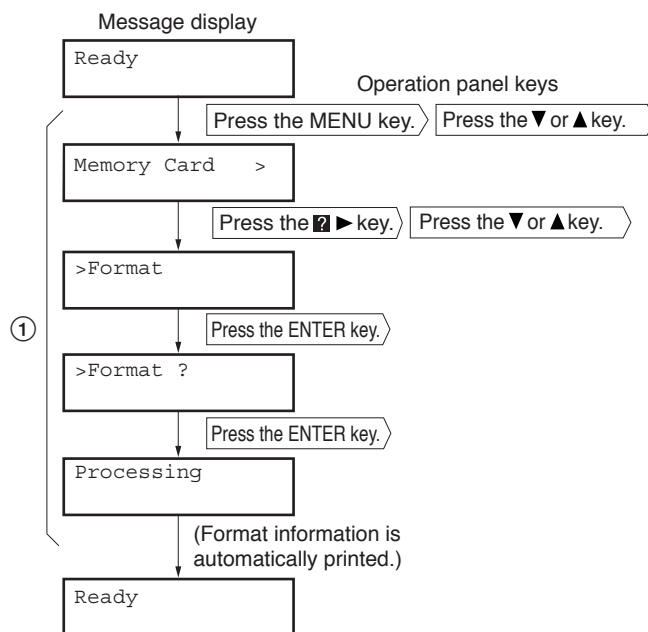 Message display
Ready
Operation panel keys
Press the MENU key. Press the ▼ or ▲ key.
Memory Card >
Press the ? ► key. Press the ▼ or ▲ key.
>Format
①
Press the ENTER key.
>Format ?
Press the ENTER key.
Processing
(Format information is
automatically printed.)
Ready